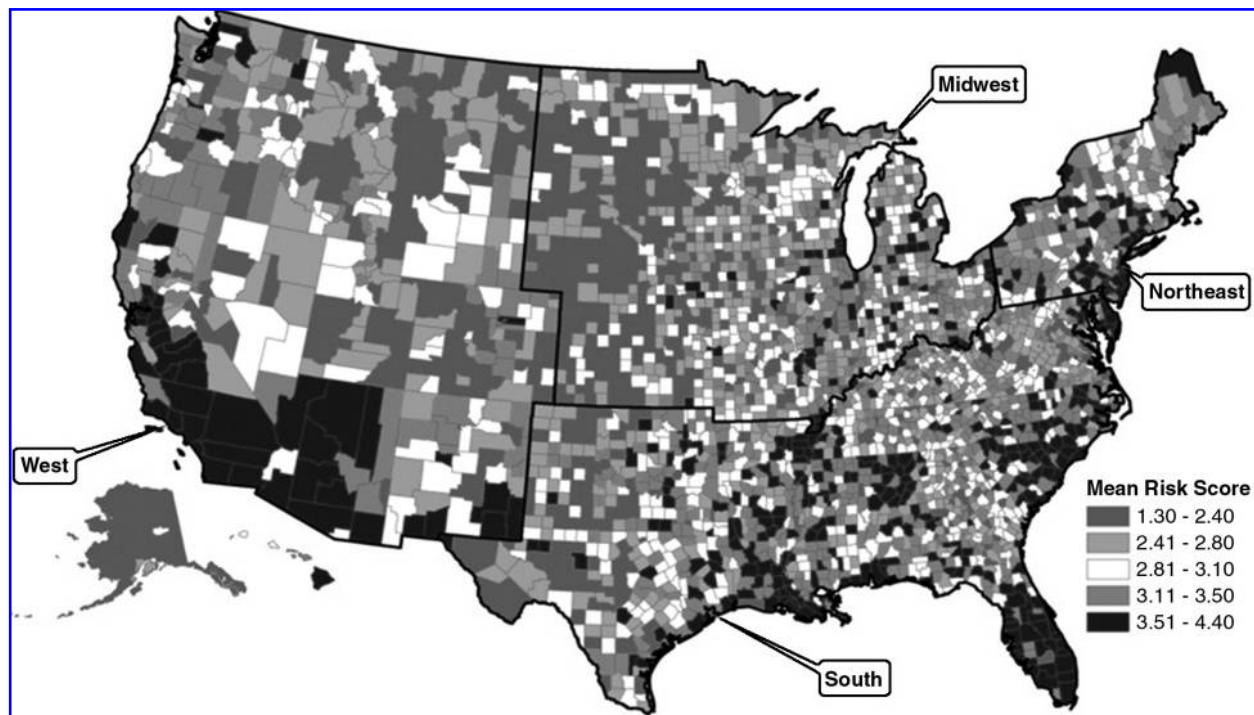 Midwest
Northeast
West
South
Mean Risk Score
1.30 - 2.40
2.41 - 2.80
2.81 - 3.10
3.11 - 3.50
3.51 - 4.40